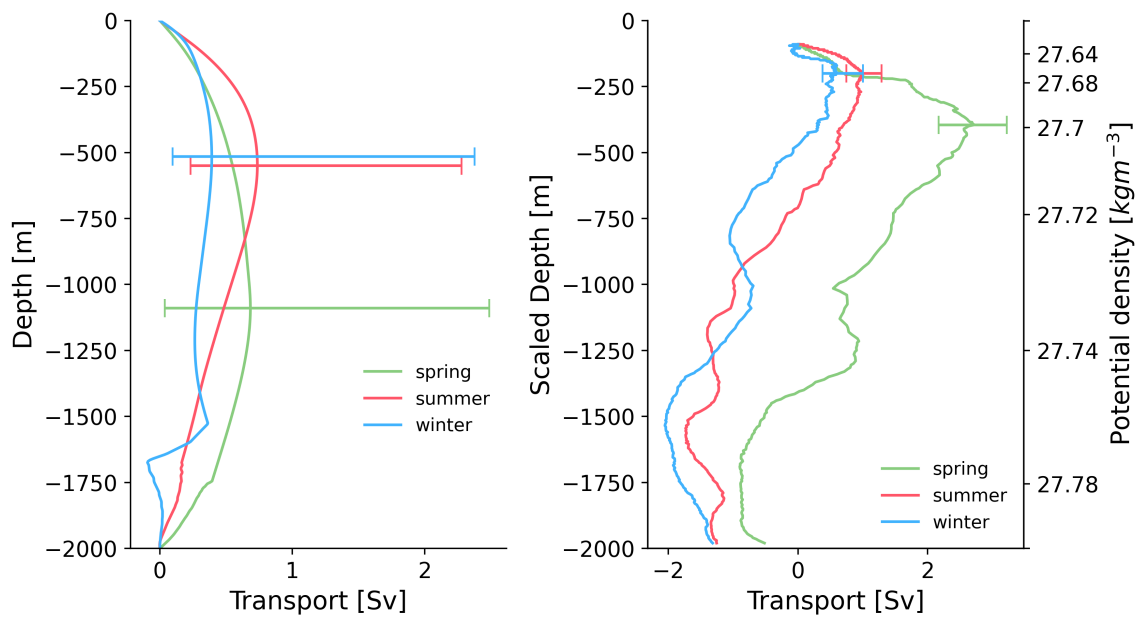 0
−250
−500
−750
−1000
−1250
−1500
−1750
−2000
Depth [m]
0
1
2
Transport [Sv]
spring
summer
winter
0
−250
−500
−750
−1000
−1250
−1500
−1750
−2000
Scaled Depth [m]
−2
0
2
Transport [Sv]
spring
summer
winter
27.64
27.68
27.7
27.72
27.74
27.78
Potential density [kgm⁻³]